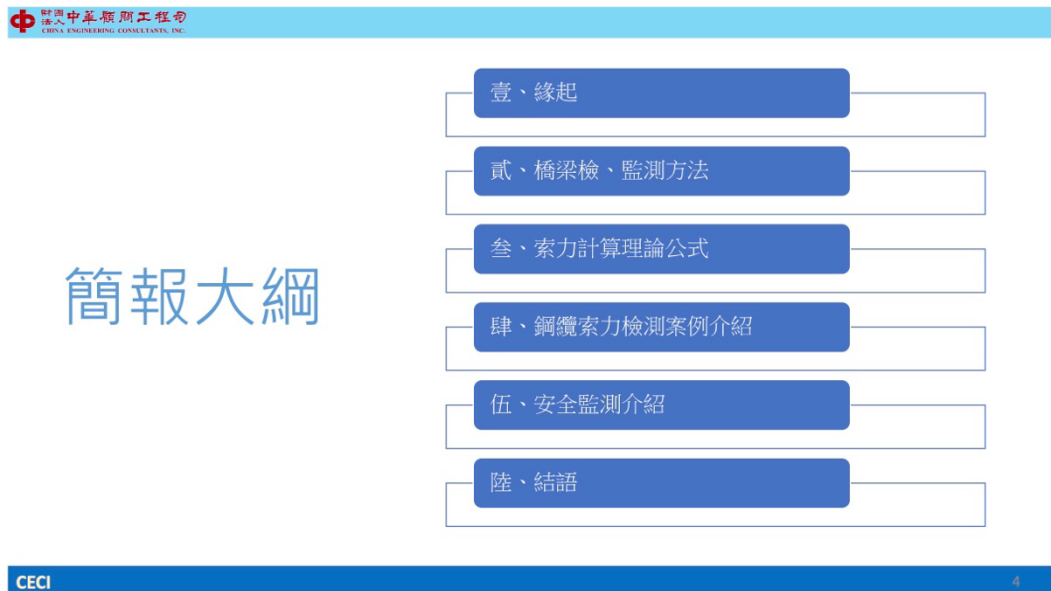 財團法人中華顧問工程司
CHINA ENGINEERING CONSULTANTS, INC.
簡報大綱
壹、緣起
貳、橋梁檢、監測方法
叁、索力計算理論公式
肆、鋼纜索力檢測案例介紹
伍、安全監測介紹
陸、結語
CECI
4